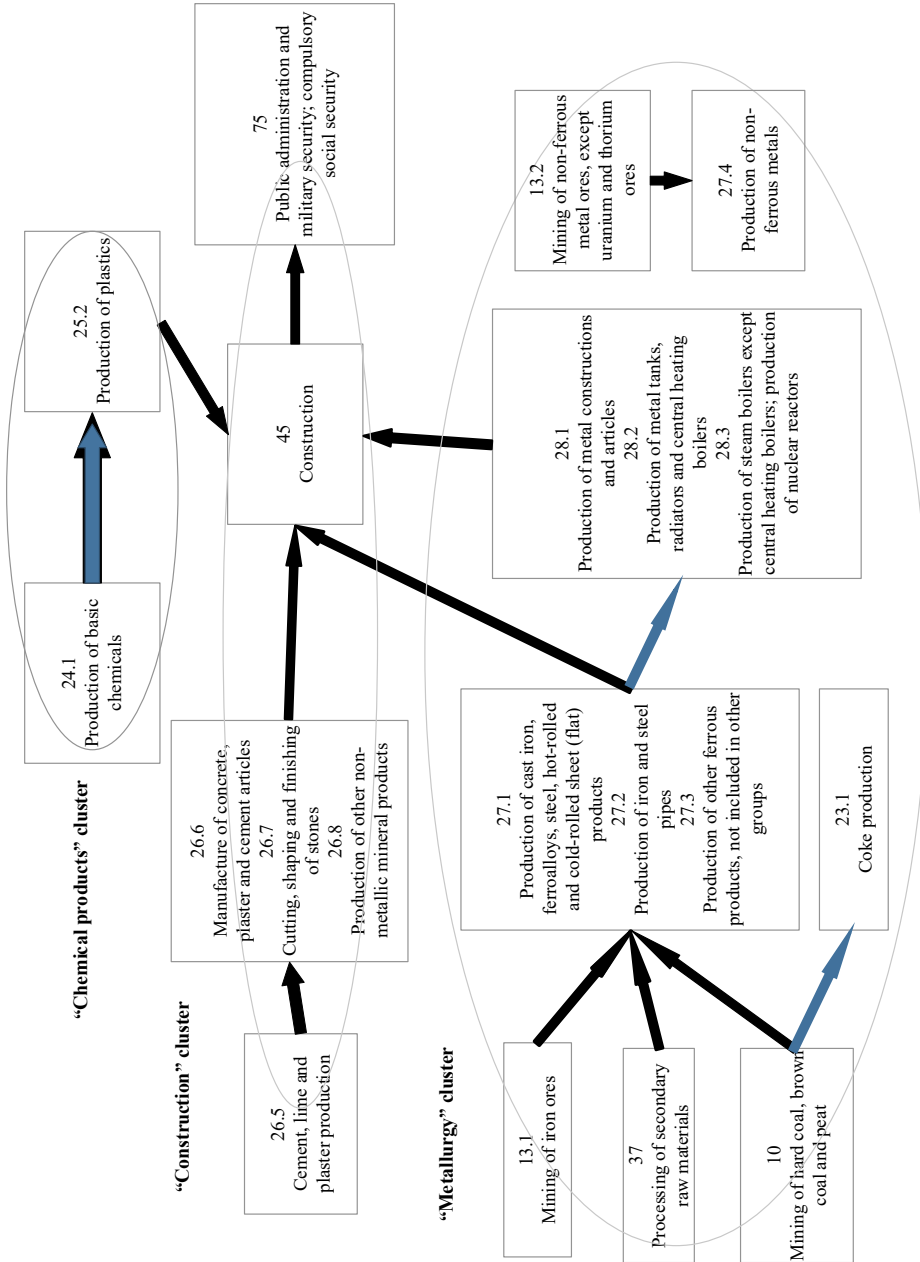 “Chemical products” cluster
24.1
Production of basic
chemicals
25.2
Production of plastics
“Construction” cluster
26.5
Cement, lime and
plaster production
26.6
Manufacture of concrete,
plaster and cement articles
26.7
Cutting, shaping and finishing
of stones
26.8
Production of other non-
metallic mineral products
45
Construction
75
Public administration and
military security; compulsory
social security
“Metallurgy” cluster
13.1
Mining of iron ores
37
Processing of secondary
raw materials
10
Mining of hard coal, brown
coal and peat
27.1
Production of cast iron,
ferroalloys, steel, hot-rolled
and cold-rolled sheet (flat)
products
27.2
Production of iron and steel
pipes
27.3
Production of other ferrous
products, not included in other
groups
23.1
Coke production
28.1
Production of metal constructions
and articles
28.2
Production of metal tanks,
radiators and central heating
boilers
28.3
Production of steam boilers except
central heating boilers; production
of nuclear reactors
13.2
Mining of non-ferrous
metal ores, except
uranium and thorium
ores
27.4
Production of non-
ferrous metals